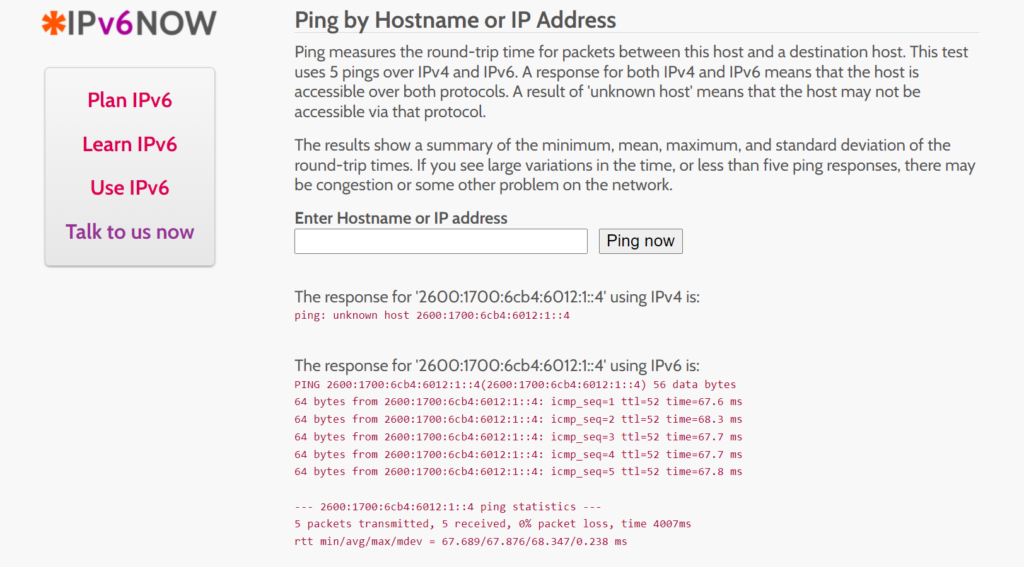 *IPv6NOW
Plan IPv6
Learn IPv6
Use IPv6
Talk to us now
Ping by Hostname or IP Address
Ping measures the round-trip time for packets between this host and a destination host. This test
uses 5 pings over IPv4 and IPv6. A response for both IPv4 and IPv6 means that the host is
accessible over both protocols. A result of 'unknown host' means that the host may not be
accessible via that protocol.
The results show a summary of the minimum, mean, maximum, and standard deviation of the
round-trip times. If you see large variations in the time, or less than five ping responses, there may
be congestion or some other problem on the network.
Enter Hostname or IP address
Ping now
The response for '2600:1700:6cb4:6012:1::4' using IPv4 is:
ping: unknown host 2600:1700:6cb4:6012:1::4
The response for '2600:1700:6cb4:6012:1::4' using IPv6 is:
PING 2600:1700:6cb4:6012:1::4(2600:1700:6cb4:6012:1::4) 56 data bytes
64 bytes from 2600:1700:6cb4:6012:1::4: icmp_seq=1 ttl=52 time=67.6 ms
64 bytes from 2600:1700:6cb4:6012:1::4: icmp_seq=2 ttl=52 time=68.3 ms
64 bytes from 2600:1700:6cb4:6012:1::4: icmp_seq=3 ttl=52 time=67.7 ms
64 bytes from 2600:1700:6cb4:6012:1::4: icmp_seq=4 ttl=52 time=67.7 ms
64 bytes from 2600:1700:6cb4:6012:1::4: icmp_seq=5 ttl=52 time=67.8 ms
--- 2600:1700:6cb4:6012:1::4 ping statistics ---
5 packets transmitted, 5 received, 0% packet loss, time 4007ms
rtt min/avg/max/mdev = 67.689/67.876/68.347/0.238 ms